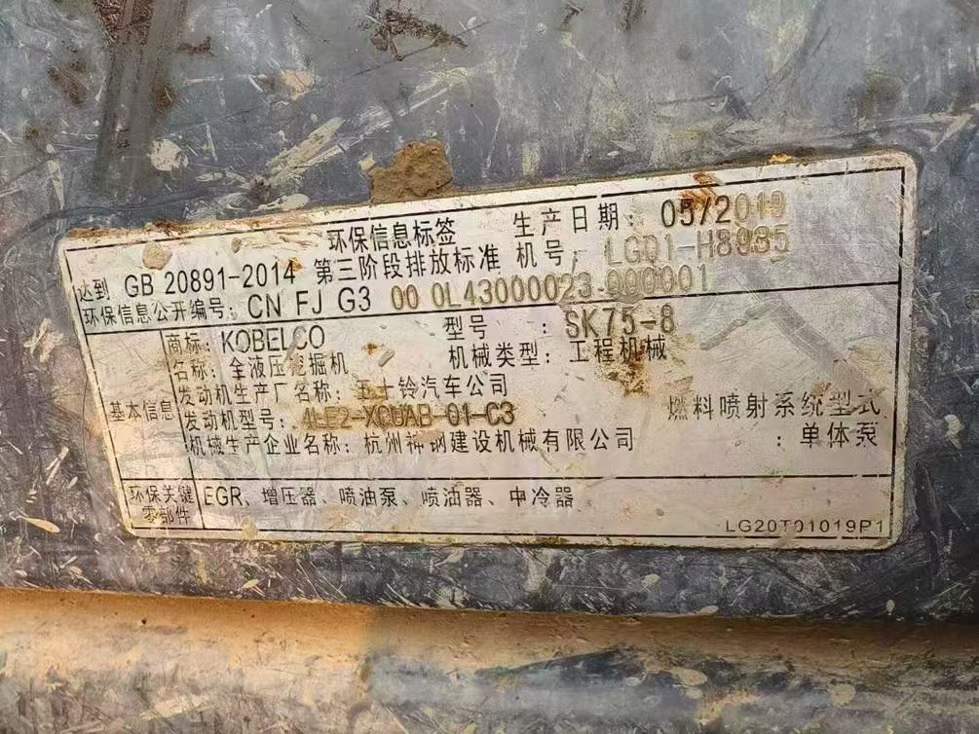 环保信息标签 生产日期: 05/2019
达到 GB 20891-2014 第三阶段排放标准 机号: LG01-H8985
环保信息公开编号: CN FJ G3 00 0L43000023-000001
商标: KOBELCO 型号: SK75-8
名称: 全液压挖掘机 机械类型: 工程机械
发动机生产厂名称: 五十铃汽车公司
基本信息 发动机型号: 4LE2-XCUAB-01-C3 燃料喷射系统型式
机械生产企业名称: 杭州神钢建设机械有限公司 : 单体泵
环保关键零部件 EGR、增压器、喷油泵、喷油器、中冷器
LG20T01019P1